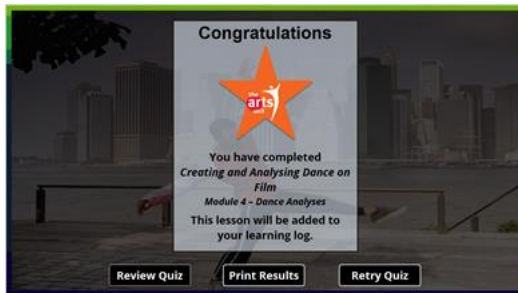 Congratulations
the
arts
unit
You have completed
Creating and Analysing Dance on
Film
Module 4 – Dance Analyses
This lesson will be added to
your learning log.
Review Quiz
Print Results
Retry Quiz